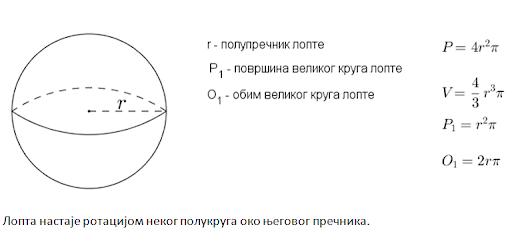 r
r - полупречник лопте
P₁ - површина великог круга лопте
O₁ - обим великог круга лопте
P = 4r²π
V = \frac{4}{3} r³π
P₁ = r²π
O₁ = 2rπ
Лопта настаје ротацијом неког полукруга око његовог пречника.